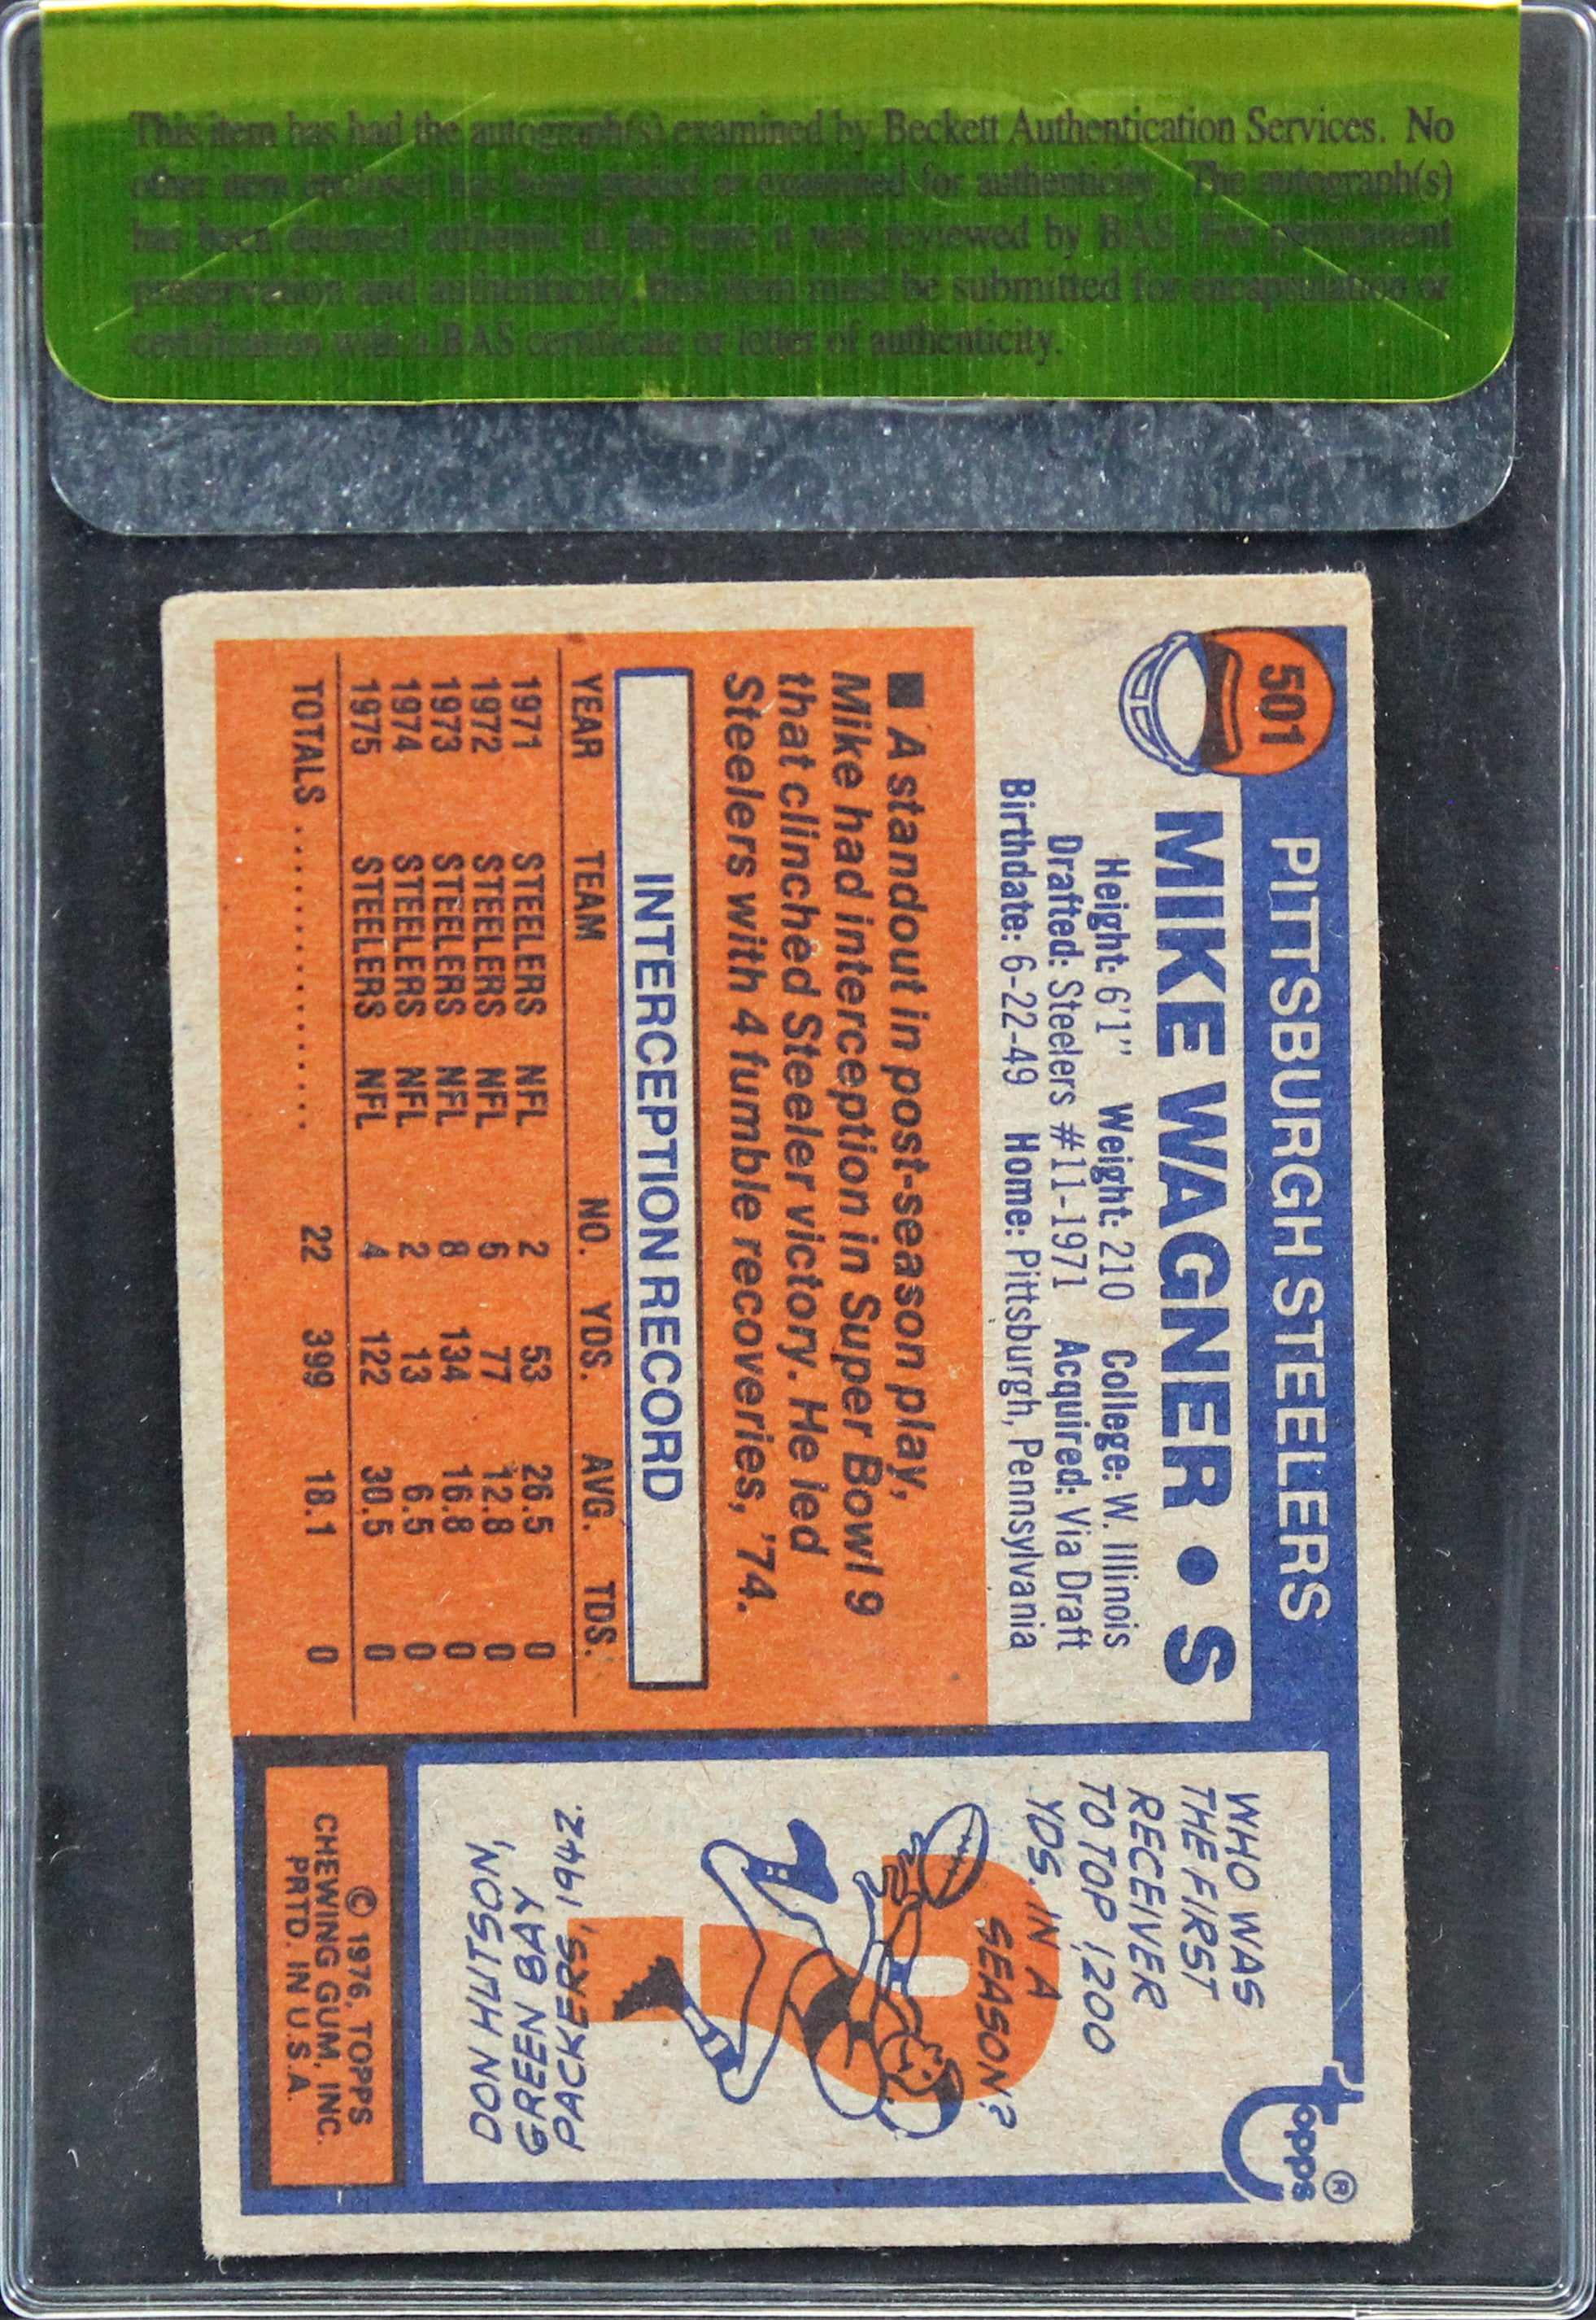 This item has had the autograph(s) examined by Beckett Authentication Services. No
other item enclosed has been graded or examined for authenticity. The autograph(s)
has been deemed authentic at the time it was reviewed by BAS. For permanent
preservation and authenticity, this item must be submitted for encapsulation or
certification with a BAS certificate or letter of authenticity.
501
PITTSBURGH STEELERS
MIKE WAGNER • S
Height: 6'1" Weight: 210 College: W. Illinois
Drafted: Steelers #11-1971 Acquired: Via Draft
Birthdate: 6-22-49 Home: Pittsburgh, Pennsylvania
■ A standout in post-season play,
Mike had interception in Super Bowl 9
that clinched Steeler victory. He led
Steelers with 4 fumble recoveries, '74.
INTERCEPTION RECORD
YEAR TEAM NO. YDS. AVG. TDS.
1971 STEELERS NFL 2 53 26.5 0
1972 STEELERS NFL 6 77 12.8 0
1973 STEELERS NFL 8 134 16.8 0
1974 STEELERS NFL 2 13 6.5 0
1975 STEELERS NFL 4 122 30.5 0
TOTALS .................... 22 399 18.1 0
topps®
WHO WAS
THE FIRST
RECEIVER
TO TOP 1,200
YDS. IN A
SEASON?
DON HUTSON,
GREEN BAY
PACKERS, 1942.
© 1976, TOPPS
CHEWING GUM, INC.
PRTD. IN U.S.A.